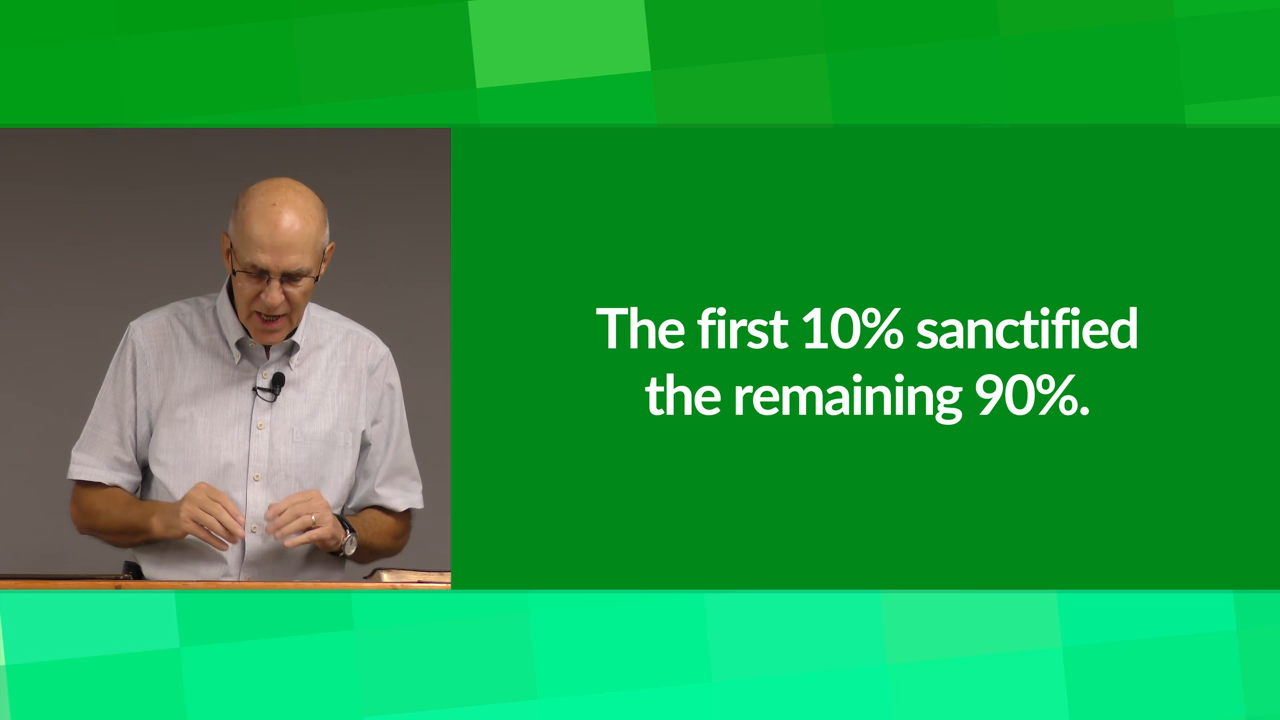 The first 10% sanctified
the remaining 90%.